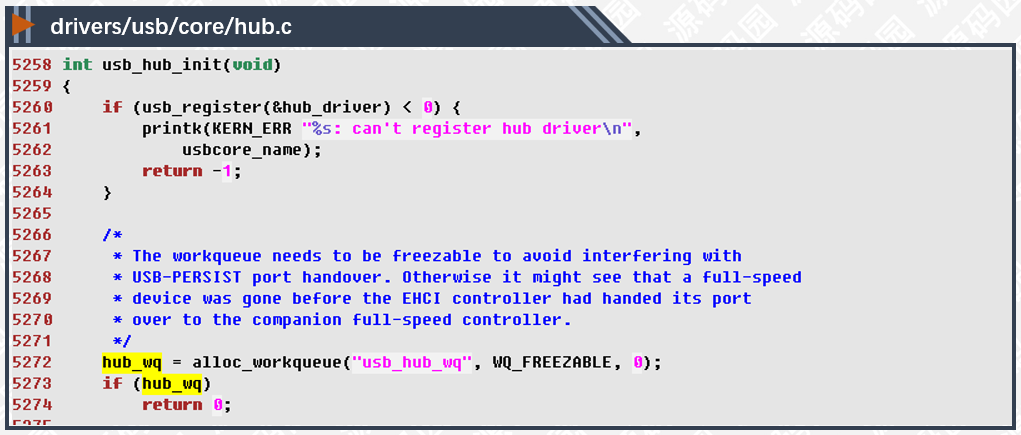 drivers/usb/core/hub.c
5258 int usb_hub_init(void)
5259 {
5260     if (usb_register(&hub_driver) < 0) {
5261         printk(KERN_ERR "%s: can't register hub driver\n",
5262             usbcore_name);
5263         return -1;
5264     }
5265
5266     /*
5267      * The workqueue needs to be freezable to avoid interfering with
5268      * USB-PERSIST port handover. Otherwise it might see that a full-speed
5269      * device was gone before the EHCI controller had handed its port
5270      * over to the companion full-speed controller.
5271      */
5272     hub_wq = alloc_workqueue("usb_hub_wq", WQ_FREEZABLE, 0);
5273     if (hub_wq)
5274         return 0;
5275